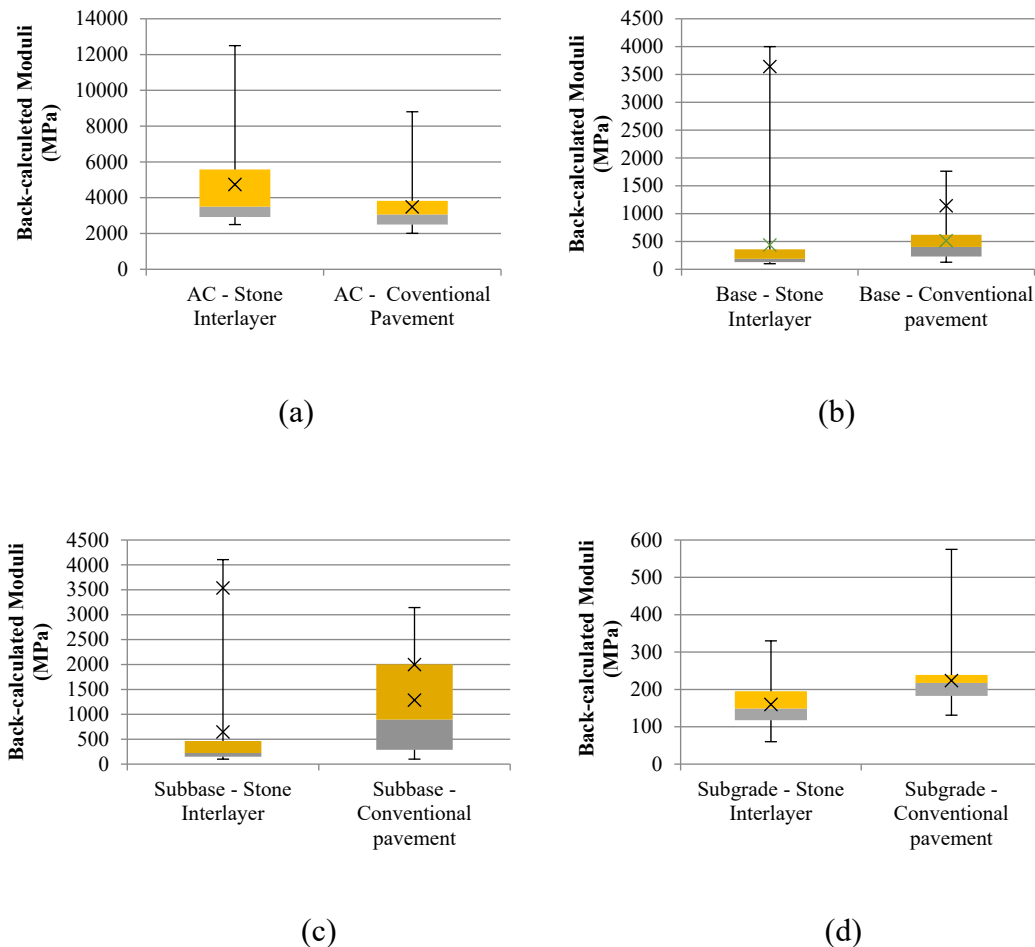 Back-calculeted Moduli
(MPa)
14000
12000
10000
8000
6000
4000
2000
0
AC - Stone
Interlayer
AC -  Coventional
Pavement
(a)
Back-calculated Moduli
(MPa)
4500
4000
3500
3000
2500
2000
1500
1000
500
0
Base - Stone
Interlayer
Base - Conventional
pavement
(b)
Back-calculated Moduli
(MPa)
4500
4000
3500
3000
2500
2000
1500
1000
500
0
Subbase - Stone
Interlayer
Subbase -
Conventional
pavement
(c)
Back-calculated Moduli
(MPa)
600
500
400
300
200
100
0
Subgrade - Stone
Interlayer
Subgrade -
Conventional
pavement
(d)